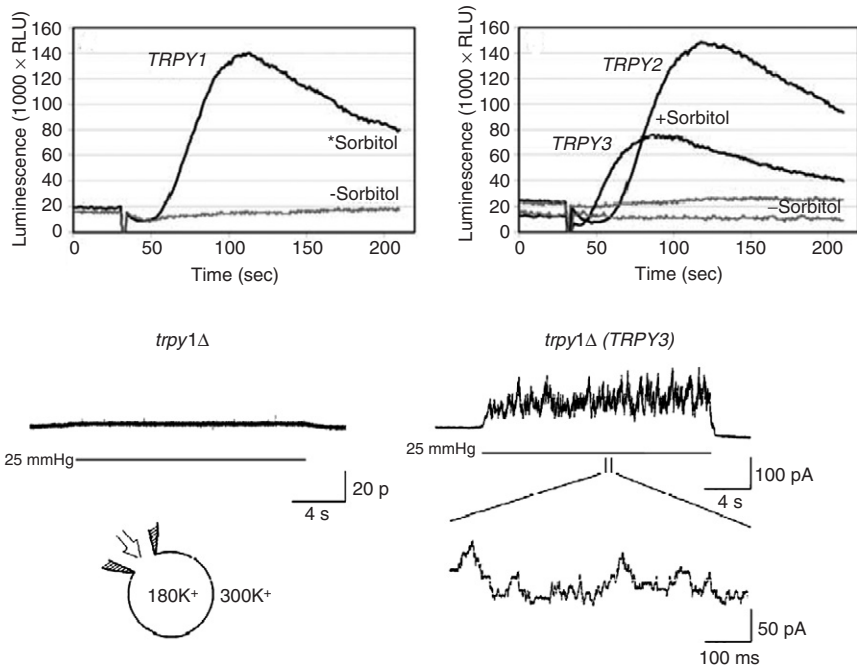 Luminescence (1000 × RLU)
160
140
120
100
80
60
40
20
0
TRPY1
*Sorbitol
-Sorbitol
0
50
100
150
200
Time (sec)
Luminescence (1000 × RLU)
160
140
120
100
80
60
40
20
0
TRPY2
+Sorbitol
TRPY3
–Sorbitol
0
50
100
150
200
Time (sec)
trpy1Δ
25 mmHg
20 p
4 s
180K+
300K+
trpy1Δ (TRPY3)
25 mmHg
100 pA
4 s
50 pA
100 ms